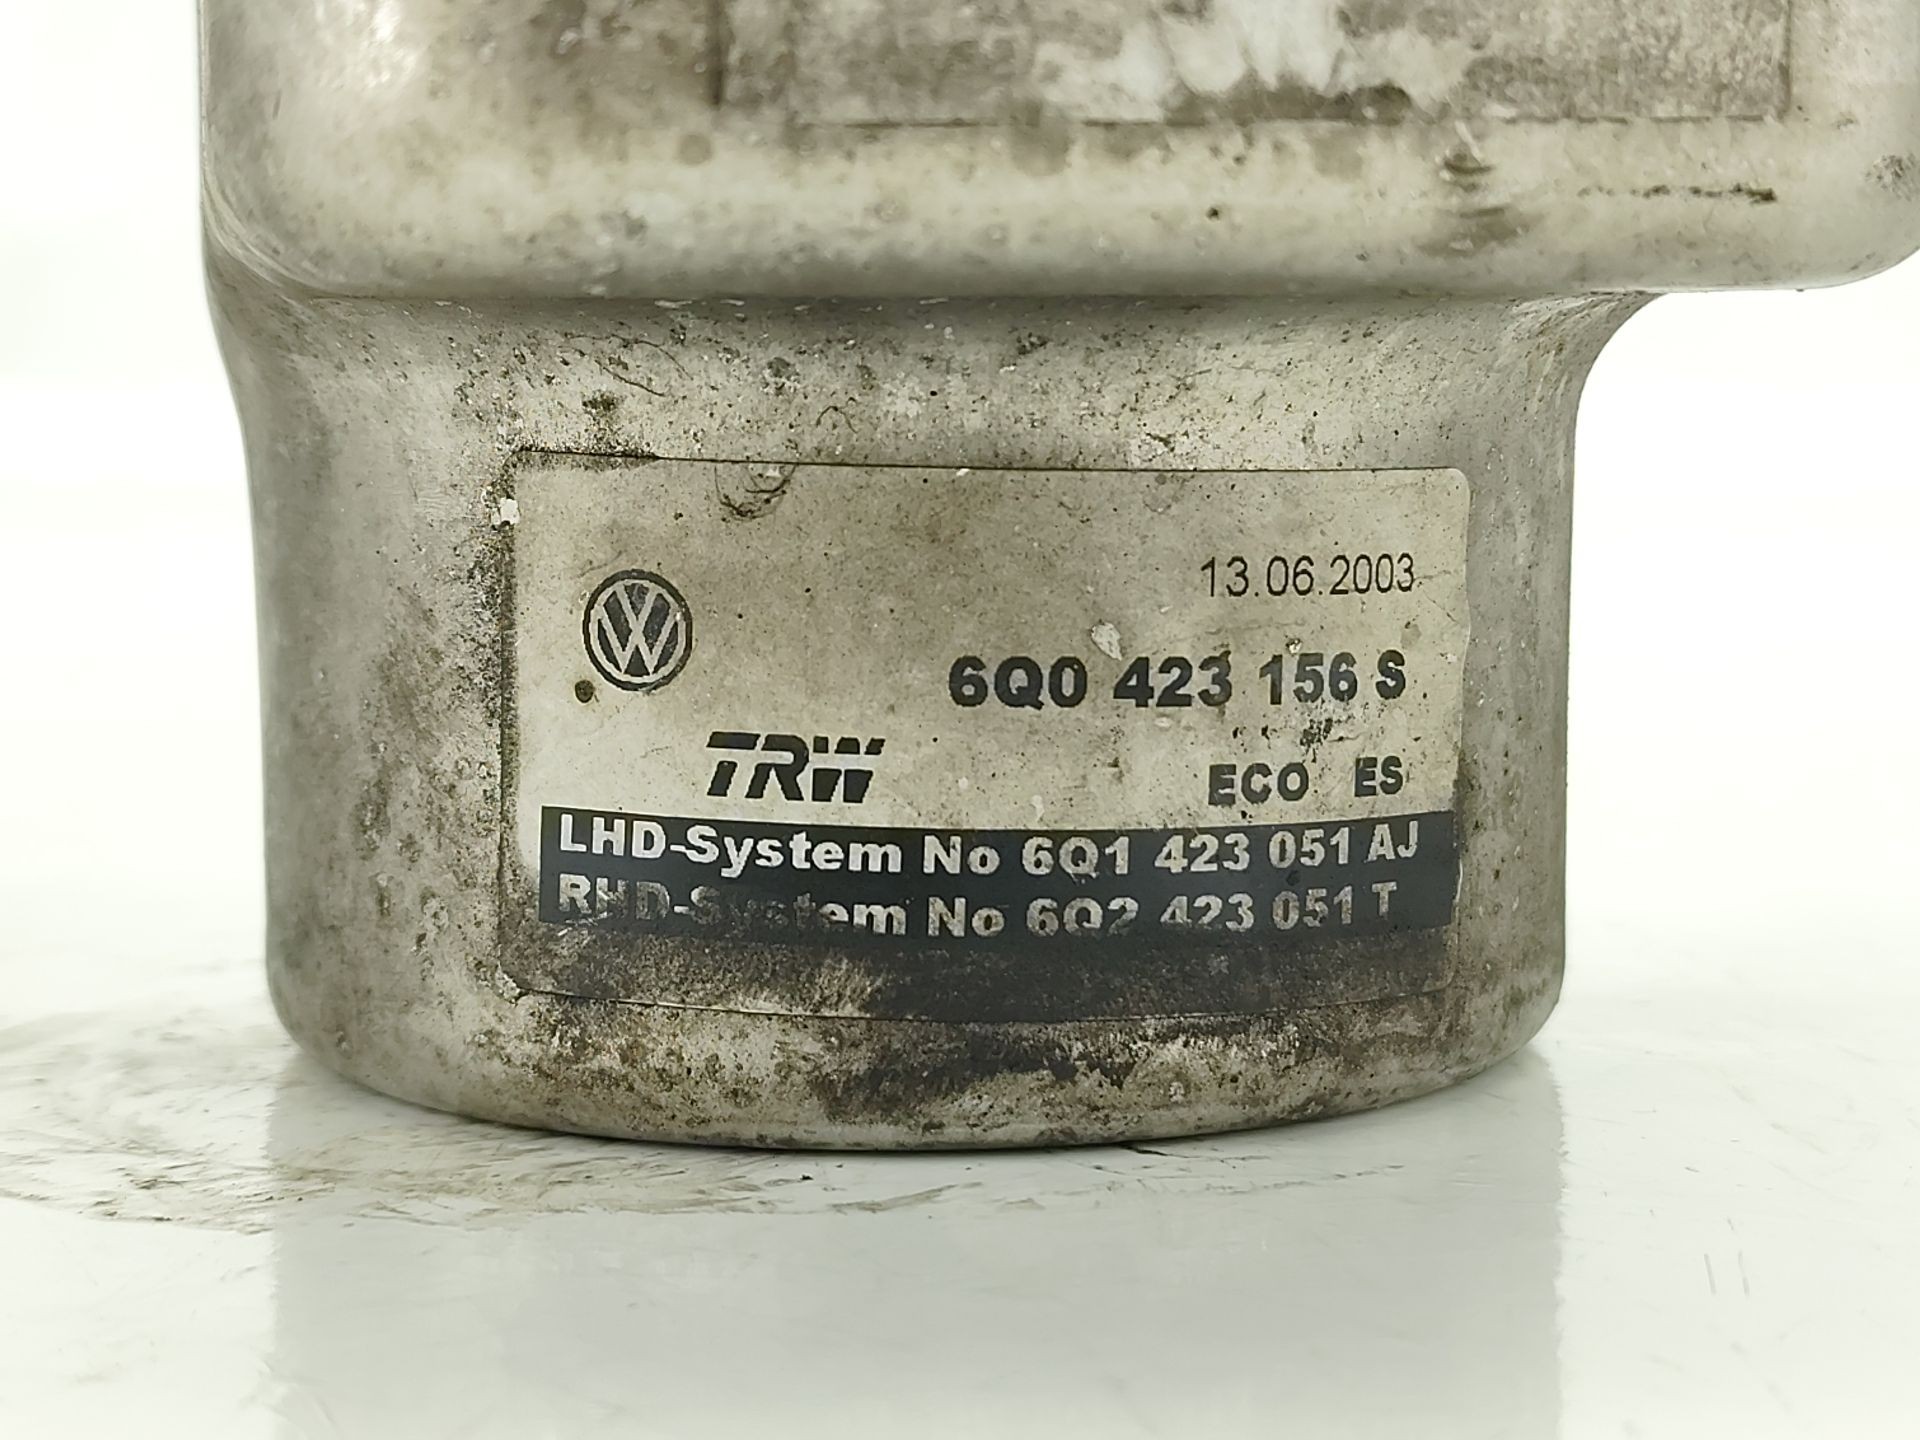 13.06.2003
6Q0 423 156 S
TRW ECO ES
LHD-System No 6Q1 423 051 AJ
RHD-System No 6Q2 423 051 T